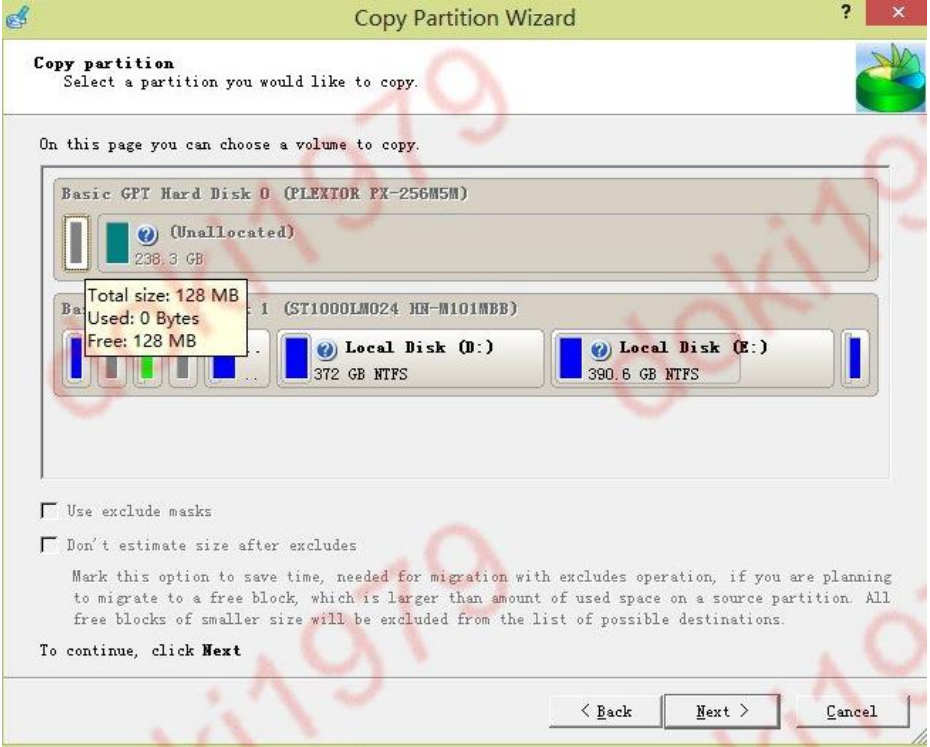 Copy Partition Wizard
?
×
Copy partition
Select a partition you would like to copy.
On this page you can choose a volume to copy.
Basic GPT Hard Disk 0 (PLEXTOR PX-256M5M)
(Unallocated)
238.3 GB
Total size: 128 MB
Used: 0 Bytes
Free: 128 MB
Ba
1 (ST1000LM024 HN-M101MBB)
..
..
Local Disk (D:)
372 GB NTFS
Local Disk (E:)
390.6 GB NTFS
Use exclude masks
Don't estimate size after excludes
Mark this option to save time, needed for migration with excludes operation, if you are planning
to migrate to a free block, which is larger than amount of used space on a source partition. All
free blocks of smaller size will be excluded from the list of possible destinations.
To continue, click Next
< Back
Next >
Cancel
doki1979